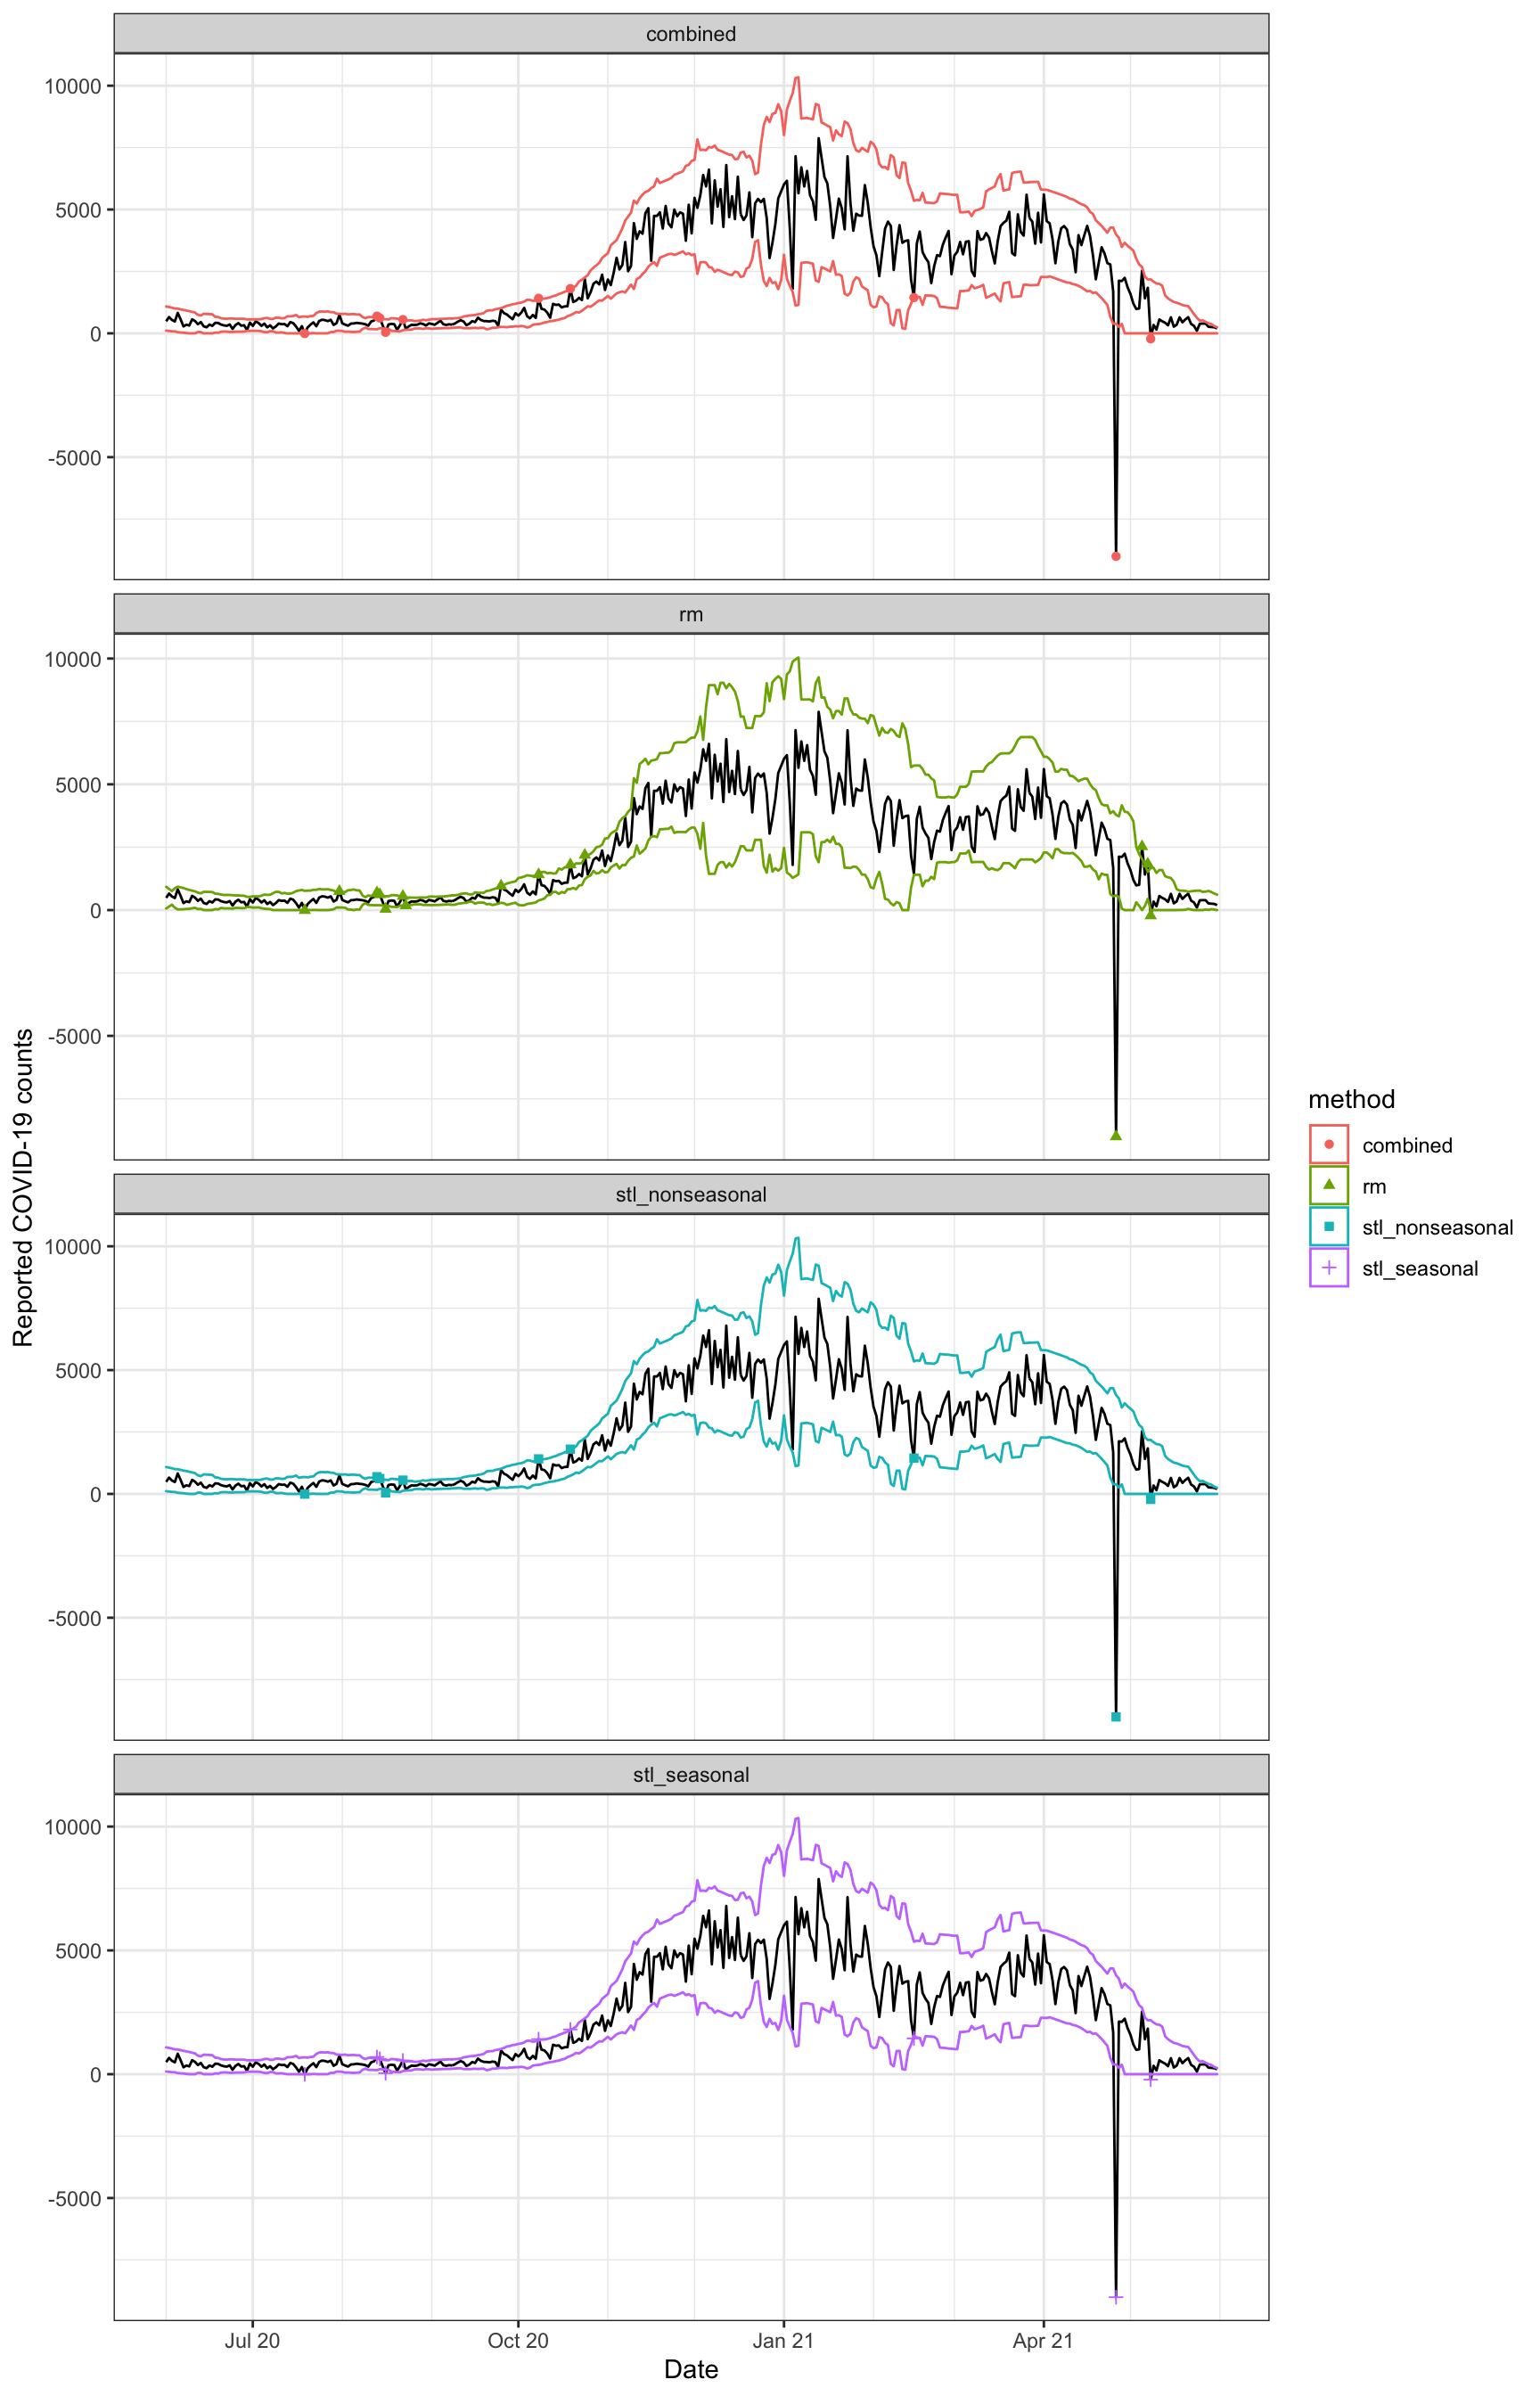 combined
10000
5000
0
-5000
rm
10000
5000
0
-5000
stl_nonseasonal
10000
5000
0
-5000
stl_seasonal
10000
5000
0
-5000
Jul 20
Oct 20
Jan 21
Apr 21
Date
Reported COVID-19 counts
method
combined
rm
stl_nonseasonal
stl_seasonal